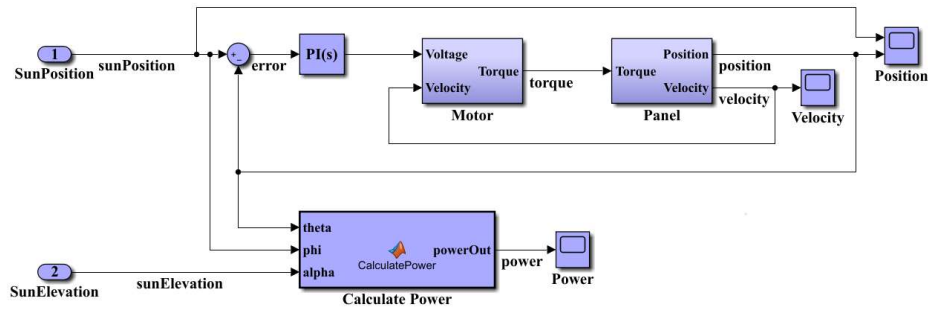 1
SunPosition
sunPosition
+
-
error
PI(s)
Voltage
Torque
Velocity
Motor
torque
Torque
Position
Velocity
Panel
position
velocity
Position
Velocity
theta
phi
alpha
CalculatePower
powerOut
Calculate Power
power
Power
2
SunElevation
sunElevation